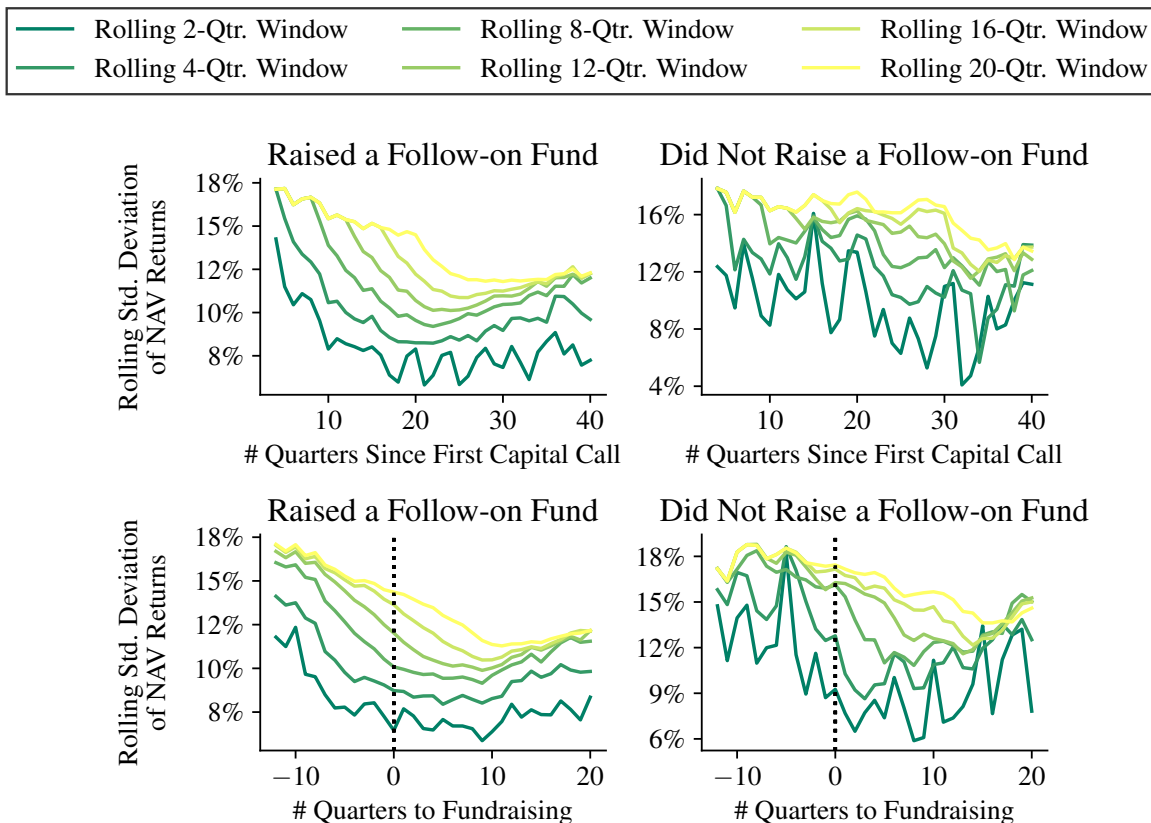 Rolling 2-Qtr. Window
Rolling 8-Qtr. Window
Rolling 16-Qtr. Window
Rolling 4-Qtr. Window
Rolling 12-Qtr. Window
Rolling 20-Qtr. Window
Raised a Follow-on Fund
Rolling Std. Deviation
of NAV Returns
18%
15%
12%
10%
8%
10
20
30
40
# Quarters Since First Capital Call
Did Not Raise a Follow-on Fund
16%
12%
8%
4%
10
20
30
40
# Quarters Since First Capital Call
Raised a Follow-on Fund
Rolling Std. Deviation
of NAV Returns
18%
15%
12%
10%
8%
−10
0
10
20
# Quarters to Fundraising
Did Not Raise a Follow-on Fund
18%
15%
12%
9%
6%
−10
0
10
20
# Quarters to Fundraising